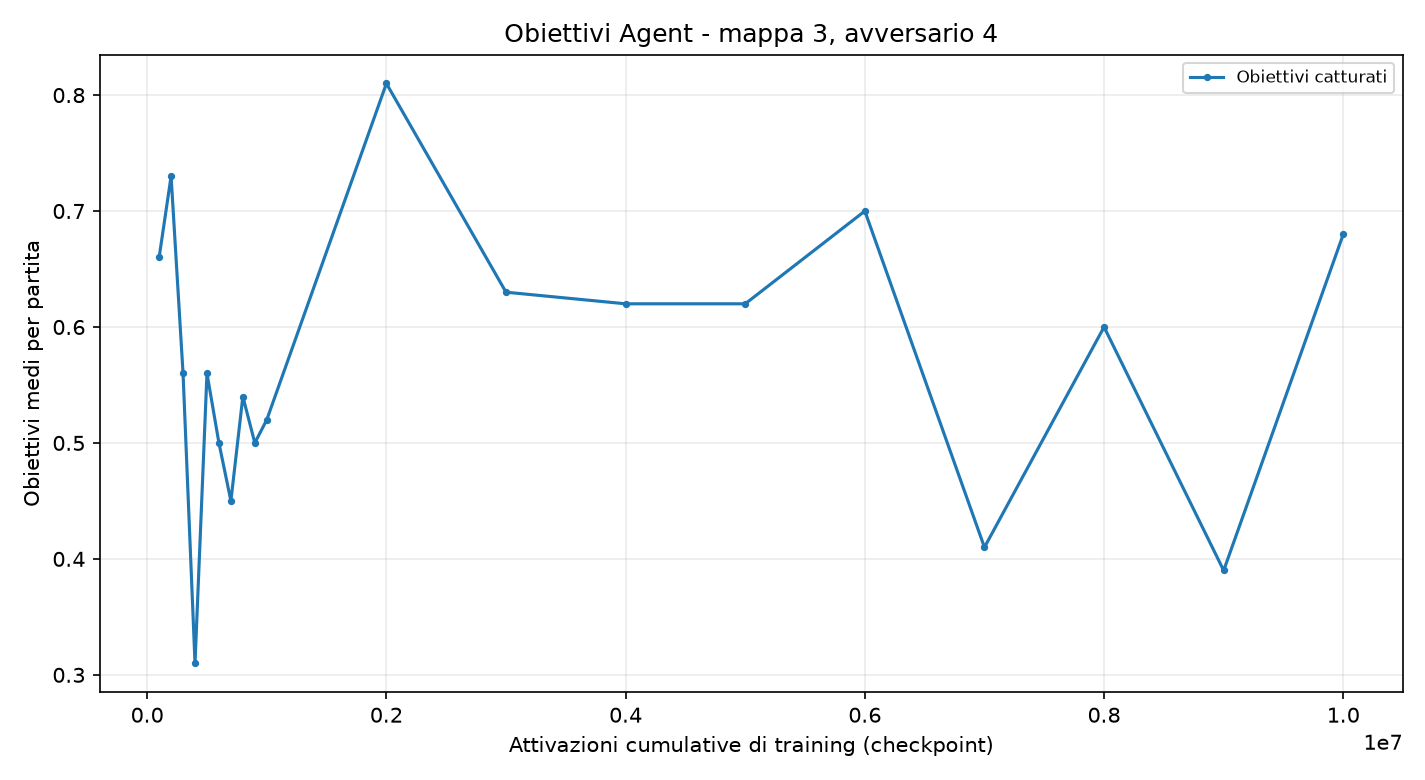 Obiettivi Agent - mappa 3, avversario 4
Obiettivi catturati
Obiettivi medi per partita
0.8
0.7
0.6
0.5
0.4
0.3
0.0
0.2
0.4
0.6
0.8
1.0
1e7
Attivazioni cumulative di training (checkpoint)